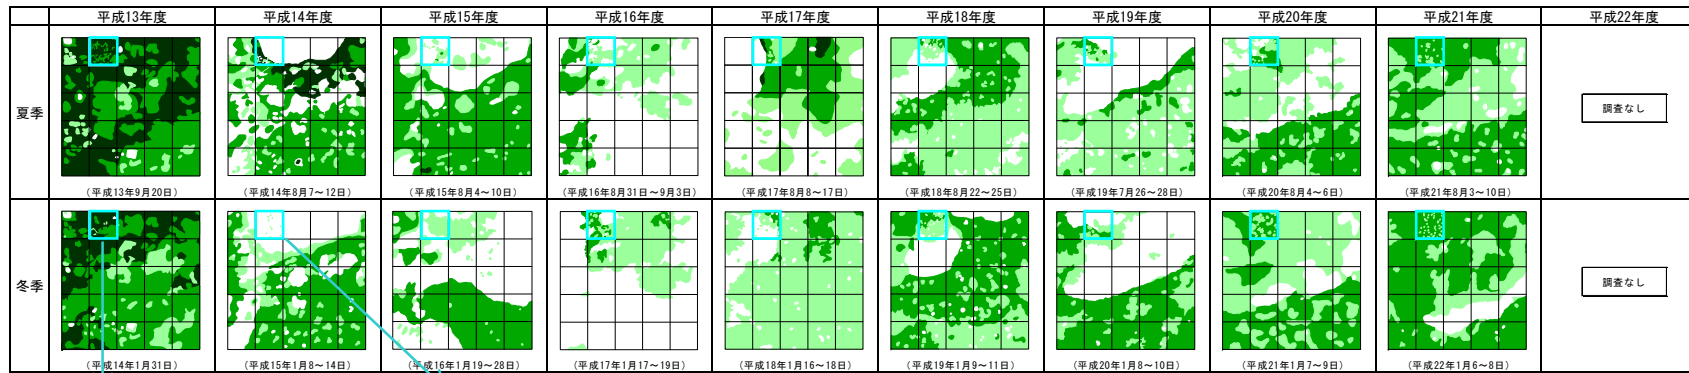 平成13年度 平成14年度 平成15年度 平成16年度 平成17年度 平成18年度 平成19年度 平成20年度 平成21年度 平成22年度
夏季
調査なし
(平成13年9月20日) (平成14年8月7～12日) (平成15年8月4～10日) (平成16年8月31日～9月3日) (平成17年8月8～17日) (平成18年8月22～25日) (平成19年7月26～28日) (平成20年8月4～6日) (平成21年8月3～10日)
冬季
調査なし
(平成14年1月31日) (平成15年1月8～14日) (平成16年1月19～28日) (平成17年1月17～19日) (平成18年1月16～18日) (平成19年1月9～11日) (平成20年1月8～10日) (平成21年1月7～9日) (平成22年1月6～8日)